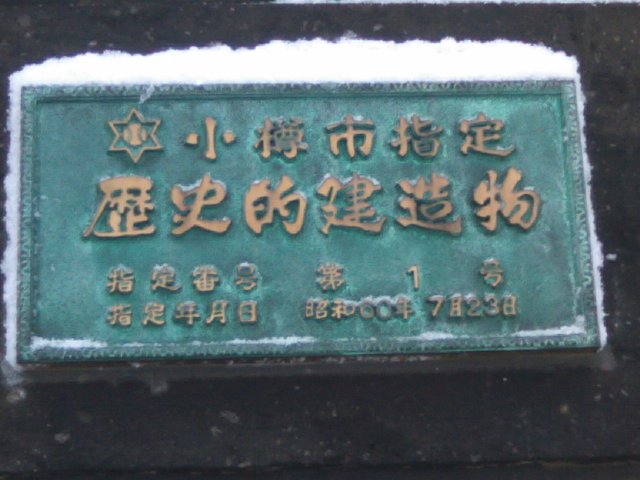 小樽市指定
歴史的建造物
指定番号 第1号
指定年月日 昭和60年7月23日